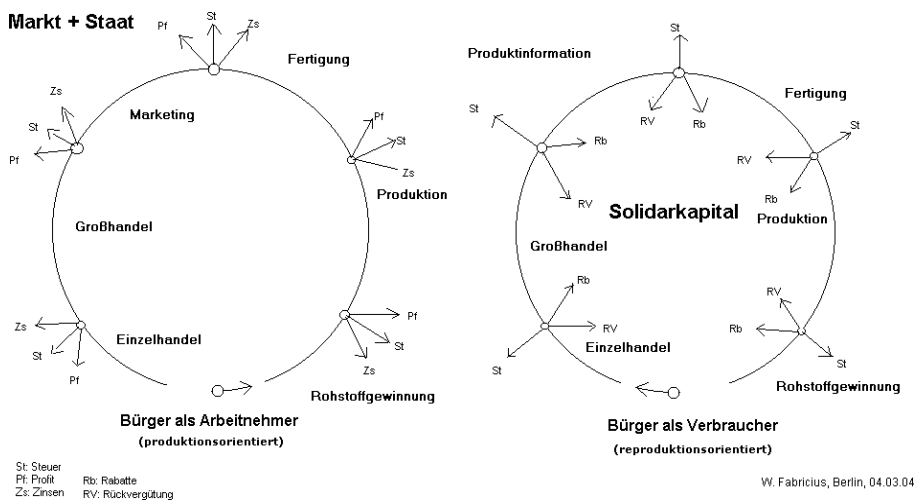 Markt + Staat
Pf
St
Zs
Fertigung
Marketing
Zs
St
Pf
Pf
St
Zs
Produktion
Großhandel
Zs
St
Pf
Einzelhandel
Pf
St
Zs
Rohstoffgewinnung
Bürger als Arbeitnehmer
(produktionsorientiert)
St: Steuer
Pf: Profit
Zs: Zinsen
Rb: Rabatte
RV: Rückvergütung
Produktinformation
St
RV
Rb
Fertigung
St
Rb
RV
St
RV
Rb
Solidarkapital
Produktion
Großhandel
Rb
RV
St
Einzelhandel
RV
Rb
St
Rohstoffgewinnung
Bürger als Verbraucher
(reproduktionsorientiert)
W. Fabricius, Berlin, 04.03.04